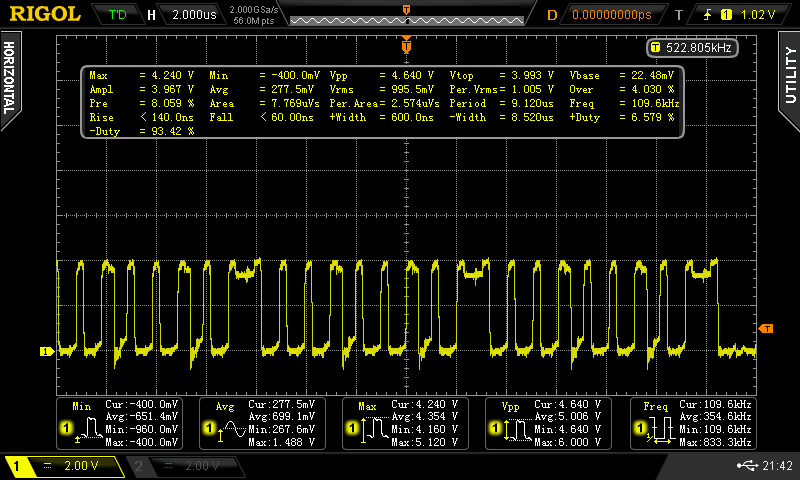 RIGOL T'D H 2.000us 2.000GSa/s 56.0M pts D 0.00000000ps T 1 1.02 V
HORIZONTAL
UTILITY
T
T 522.805kHz
Max = 4.240 V Min = -400.0mV Vpp = 4.640 V Vtop = 3.993 V Vbase = 22.48mV
Ampl = 3.967 V Avg = 277.5mV Vrms = 995.5mV Per.Vrms= 1.005 V Over = 4.030 %
Pre = 8.059 % Area = 7.769uVs Per.Area= 2.574uVs Period = 9.120us Freq = 109.6kHz
Rise < 140.0ns Fall < 60.00ns +Width = 600.0ns -Width = 8.520us +Duty = 6.579 %
-Duty = 93.42 %
T
1
Min Cur:-400.0mV Avg:-651.4mV Min:-960.0mV Max:-400.0mV 1
Avg Cur:277.5mV Avg:699.1mV Min:267.6mV Max:1.488 V 1
Max Cur:4.240 V Avg:4.354 V Min:4.160 V Max:5.120 V 1
Vpp Cur:4.640 V Avg:5.006 V Min:4.640 V Max:6.000 V 1
Freq Cur:109.6kHz Avg:354.6kHz Min:109.6kHz Max:833.3kHz 1
1 2.00 V 2 2.00 V 21:42